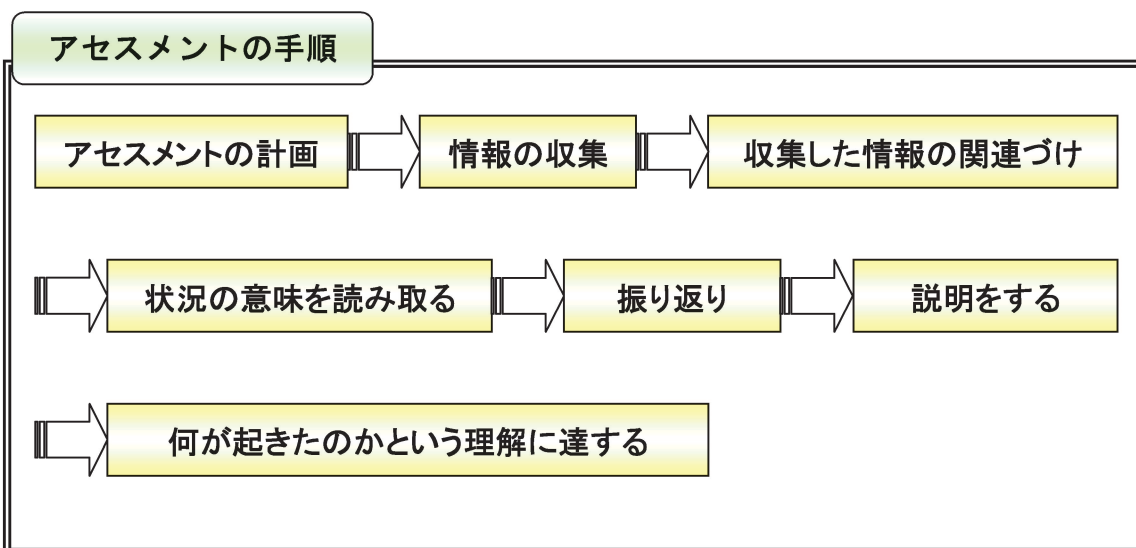 アセスメントの手順
アセスメントの計画
情報の収集
収集した情報の関連づけ
状況の意味を読み取る
振り返り
説明をする
何が起きたのかという理解に達する